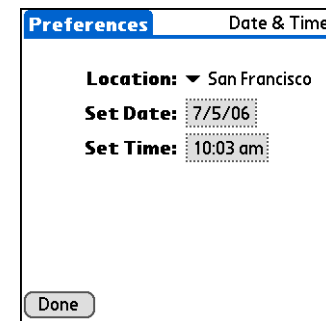 Preferences Date & Time
Location: San Francisco
Set Date: 7/5/06
Set Time: 10:03 am
Done